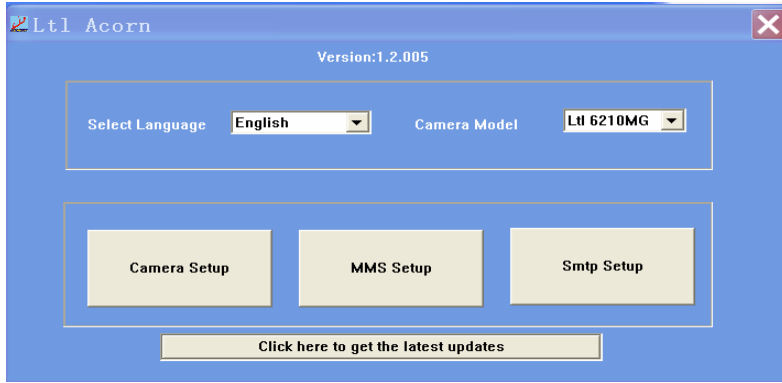 Ltl Acorn
Version:1.2.005
Select Language English Camera Model Ltl 6210MG
Camera Setup MMS Setup Smtp Setup
Click here to get the latest updates